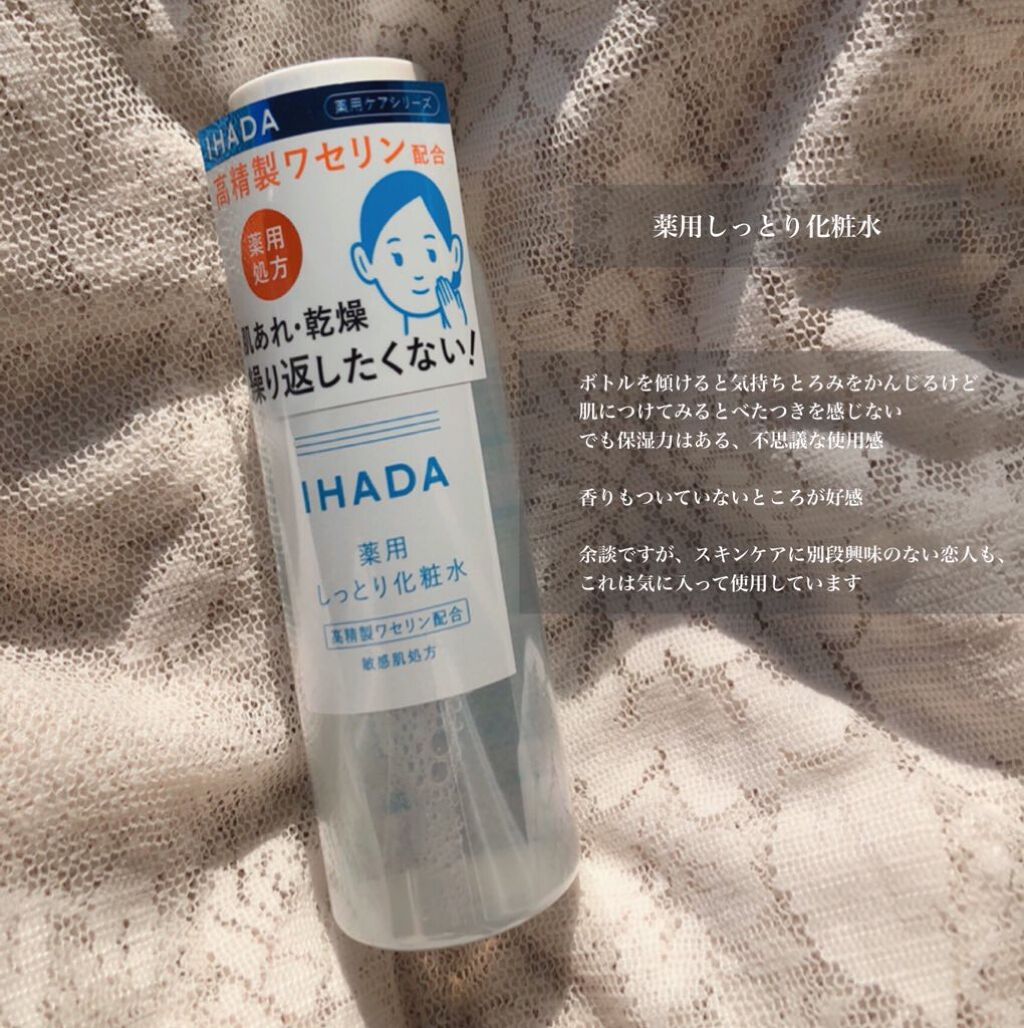 IHADA
薬用ケアシリーズ
高精製ワセリン配合
薬用
処方
肌あれ・乾燥
繰り返したくない!
IHADA
薬用
しっとり化粧水
高精製ワセリン配合
敏感肌処方
薬用しっとり化粧水
ボトルを傾けると気持ちとろみをかんじるけど
肌につけてみるとべたつきを感じない
でも保湿力はある、不思議な使用感
香りもついていないところが好感
余談ですが、スキンケアに別段興味のない恋人も、
これは気に入って使用しています